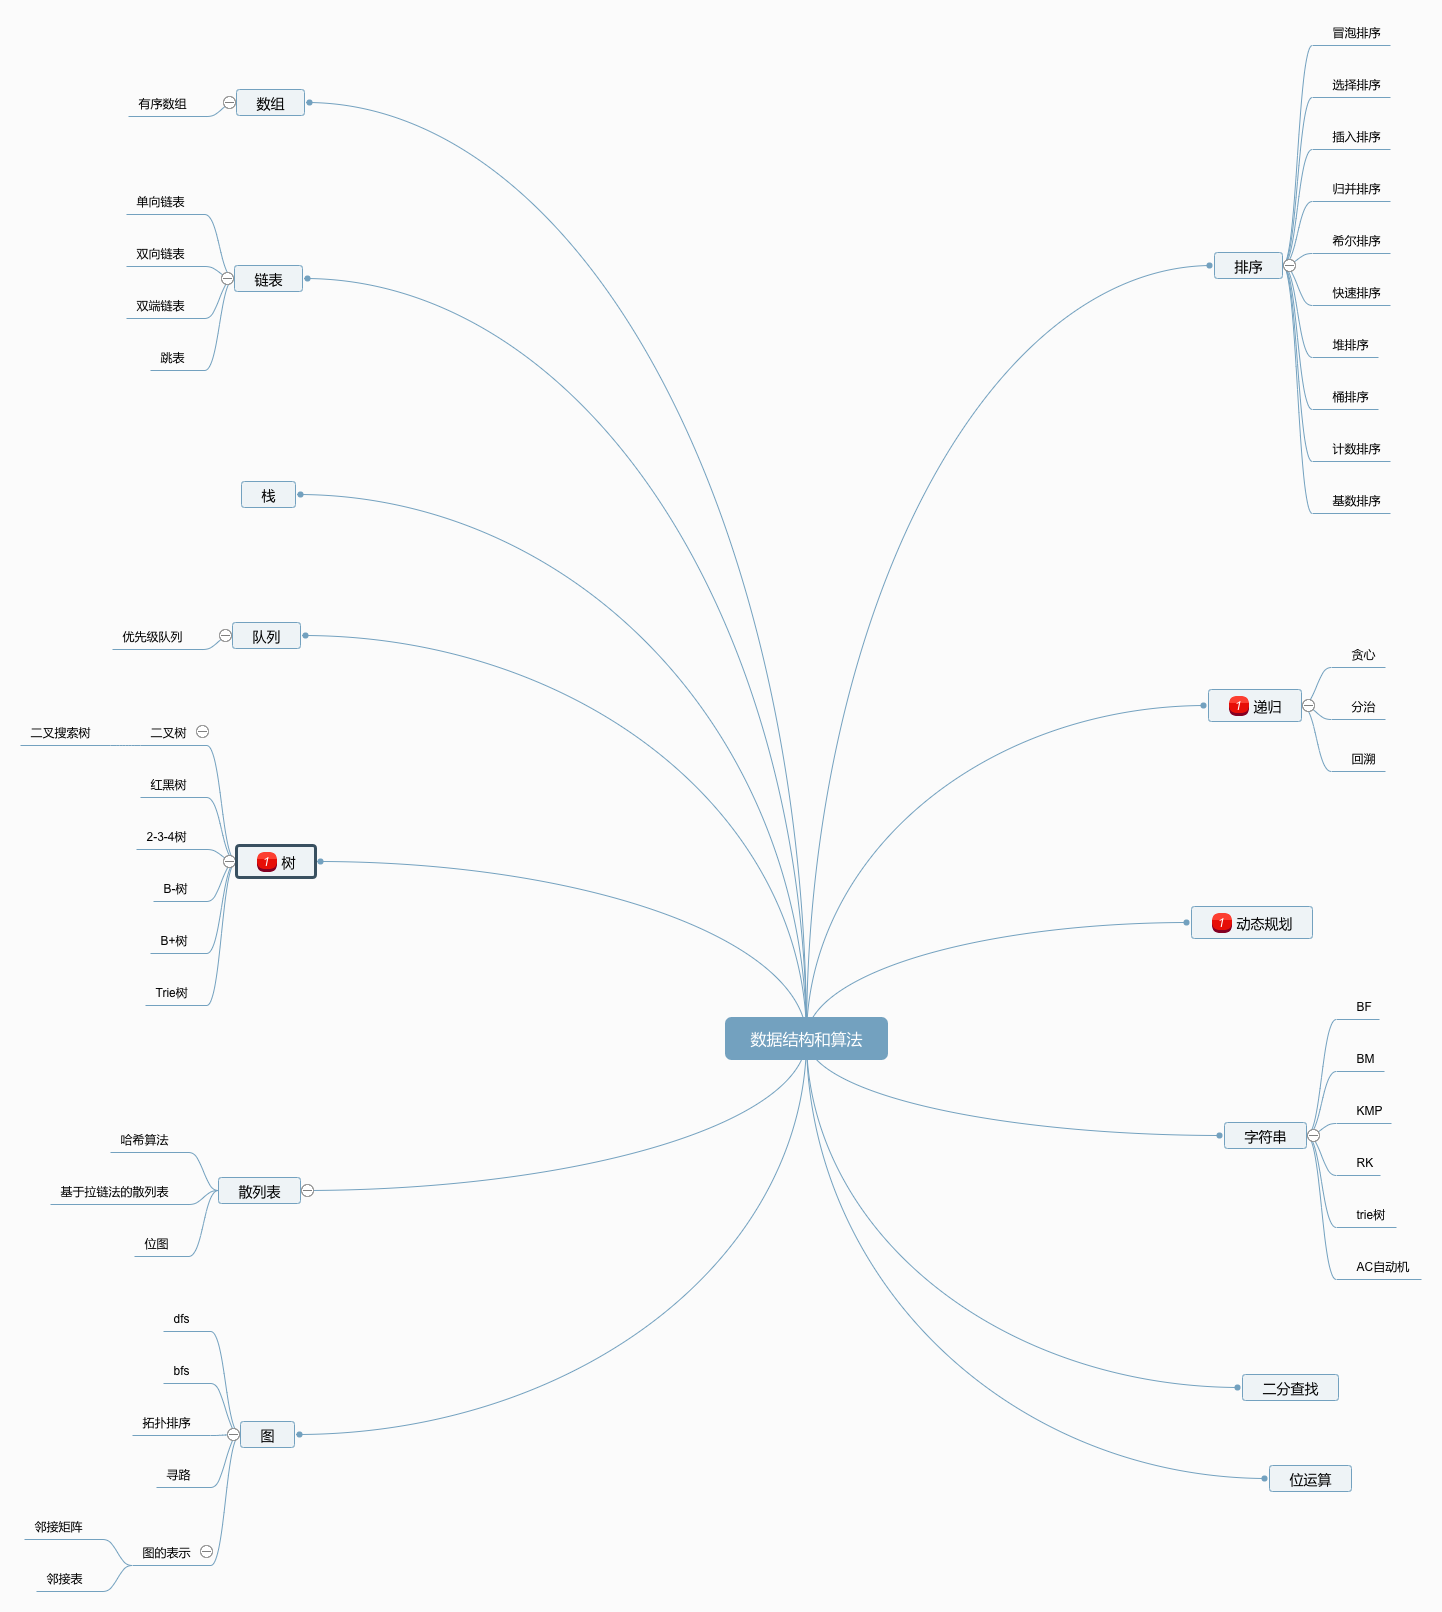 数据结构和算法
数组
有序数组
链表
单向链表
双向链表
双端链表
跳表
栈
队列
优先级队列
1 树
二叉树
二叉搜索树
红黑树
2-3-4树
B-树
B+树
Trie树
散列表
哈希算法
基于拉链法的散列表
位图
图
dfs
bfs
拓扑排序
寻路
图的表示
邻接矩阵
邻接表
排序
冒泡排序
选择排序
插入排序
归并排序
希尔排序
快速排序
堆排序
桶排序
计数排序
基数排序
1 递归
贪心
分治
回溯
1 动态规划
字符串
BF
BM
KMP
RK
trie树
AC自动机
二分查找
位运算